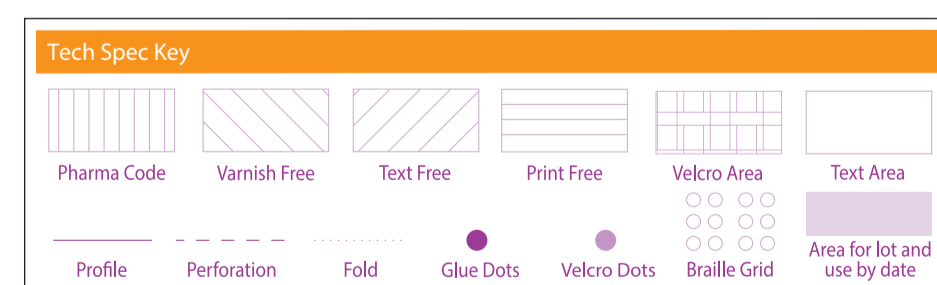 Tech Spec Key
Pharma Code
Varnish Free
Text Free
Print Free
Velcro Area
Text Area
Profile
Perforation
Fold
Glue Dots
Velcro Dots
Braille Grid
Area for lot and
use by date